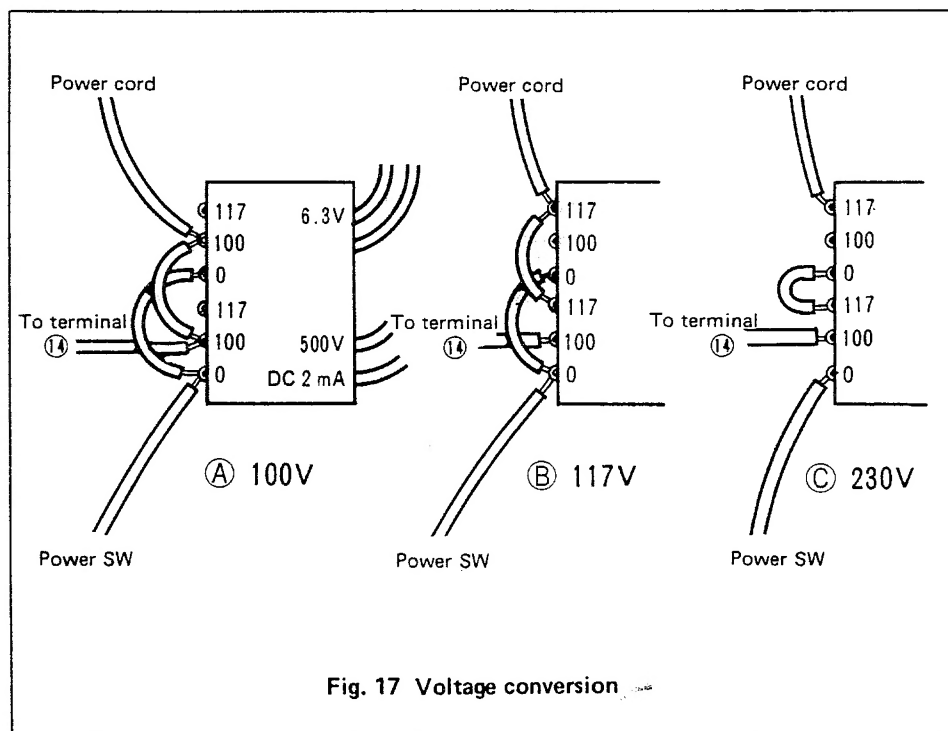 Power cord
117
100
0
117
100
0
6.3V
500V
DC 2 mA
To terminal
⑭
Power SW
Ⓐ 100V
Power cord
117
100
0
117
100
0
To terminal
⑭
Power SW
Ⓑ 117V
Power cord
117
100
0
117
100
0
To terminal
⑭
Power SW
Ⓒ 230V
Fig. 17 Voltage conversion